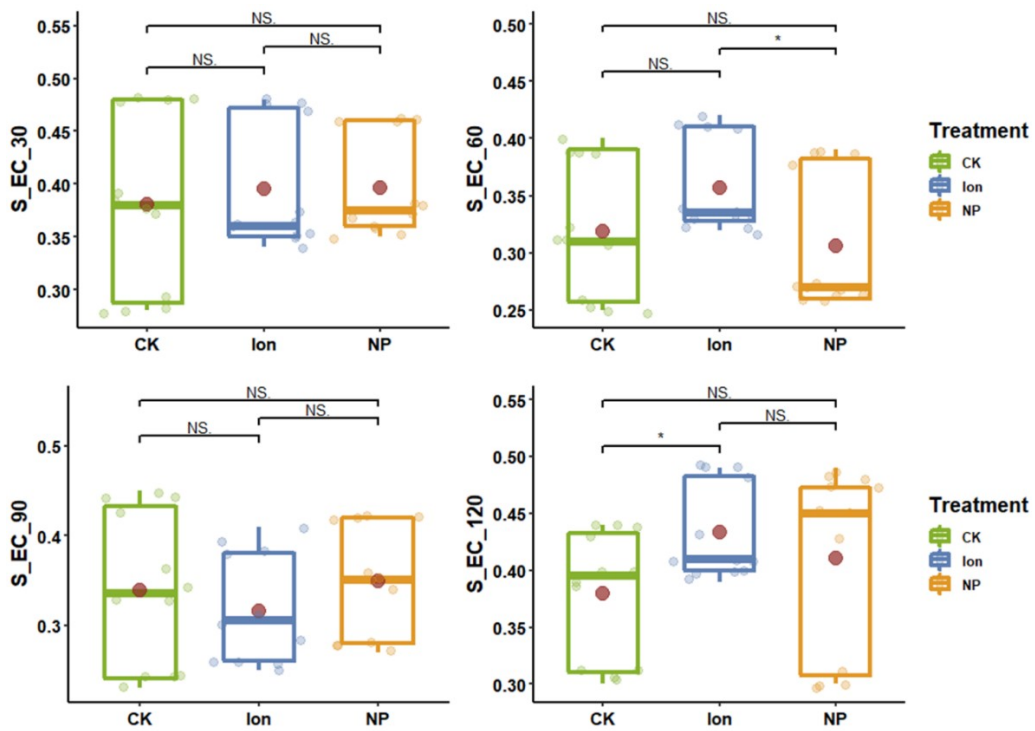 0.55
0.50
0.45
0.40
0.35
0.30
S_EC_30
NS.
NS.
NS.
CK
Ion
NP
0.50
0.45
0.40
0.35
0.30
0.25
S_EC_60
NS.
*
NS.
CK
Ion
NP
Treatment
CK
Ion
NP
0.5
0.4
0.3
S_EC_90
NS.
NS.
NS.
CK
Ion
NP
0.55
0.50
0.45
0.40
0.35
0.30
S_EC_120
NS.
NS.
*
CK
Ion
NP
Treatment
CK
Ion
NP